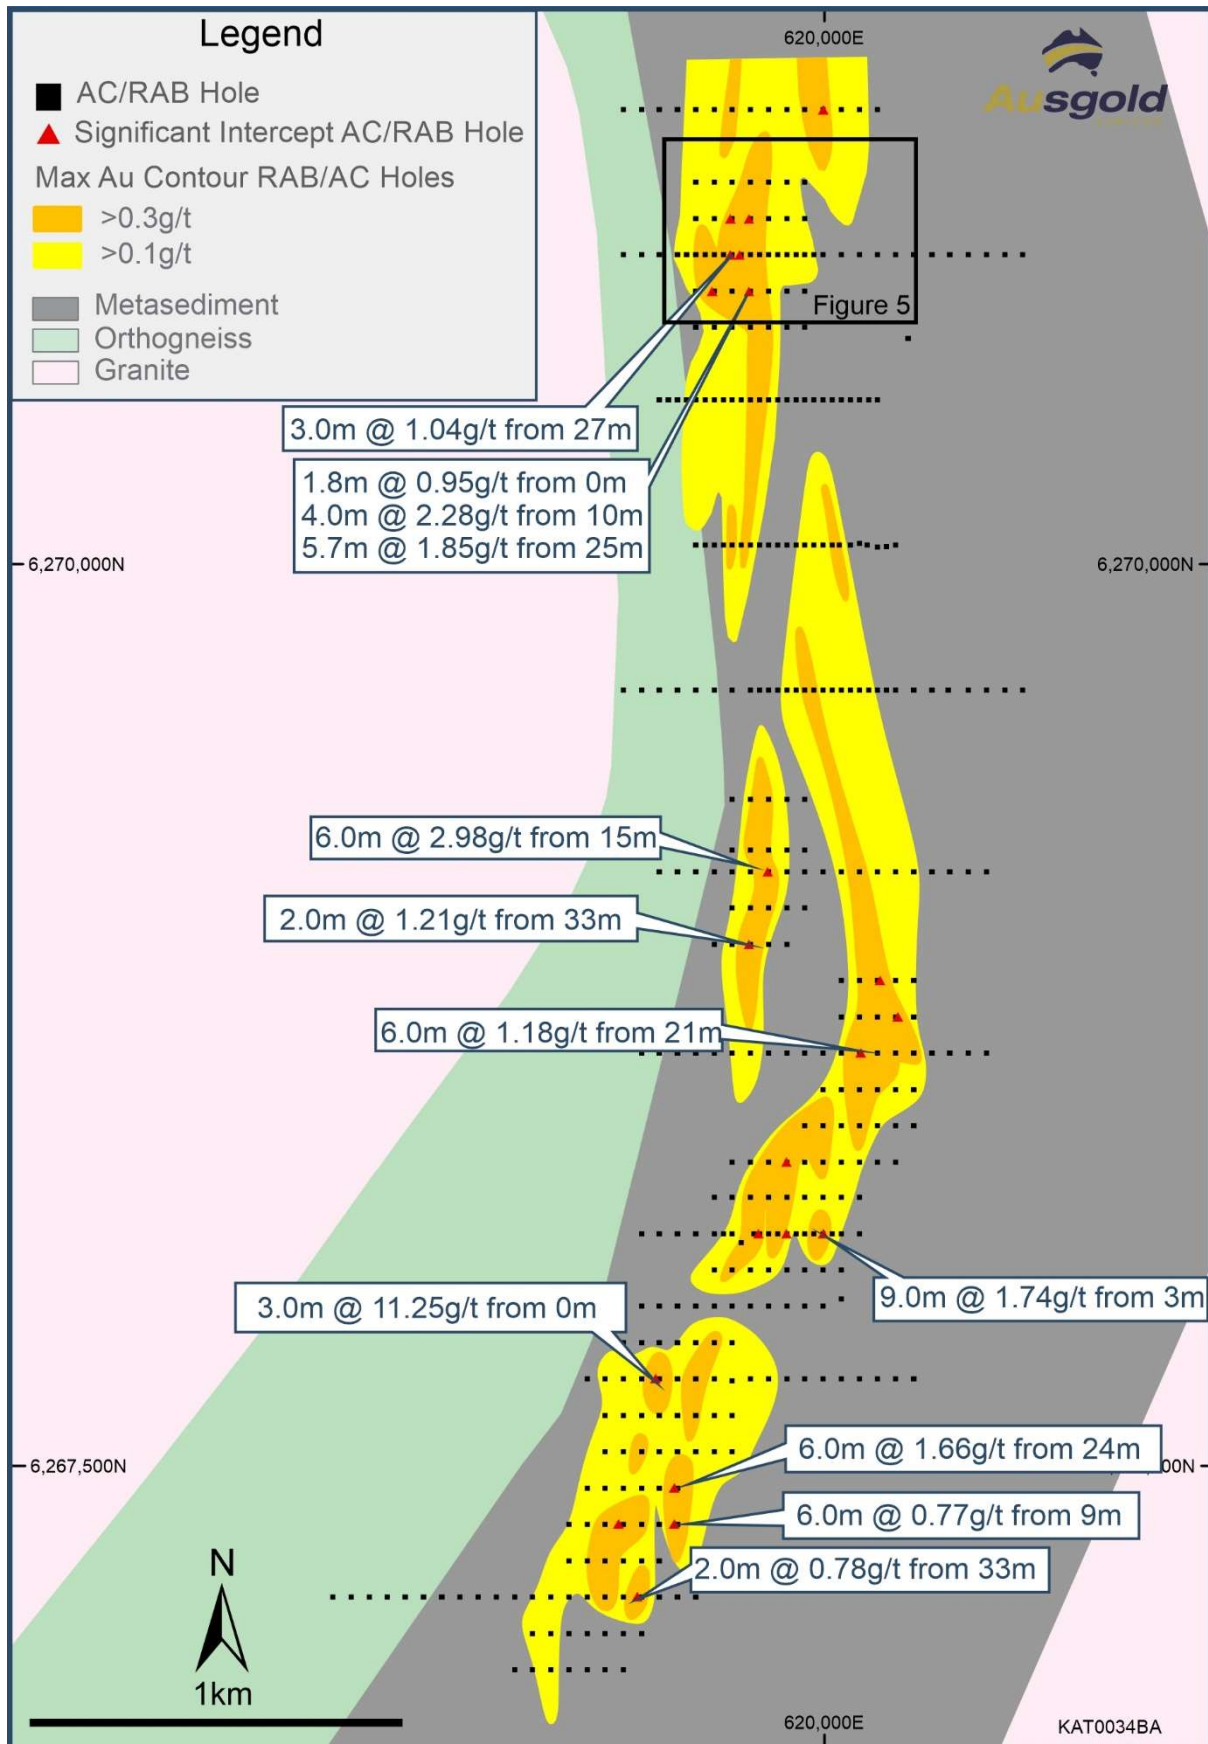 Legend
AC/RAB Hole
Significant Intercept AC/RAB Hole
Max Au Contour RAB/AC Holes
>0.3g/t
>0.1g/t
Metasediment
Orthogneiss
Granite
620,000E
Ausgold
Figure 5
3.0m @ 1.04g/t from 27m
1.8m @ 0.95g/t from 0m
4.0m @ 2.28g/t from 10m
5.7m @ 1.85g/t from 25m
6,270,000N
6,270,000N
6.0m @ 2.98g/t from 15m
2.0m @ 1.21g/t from 33m
6.0m @ 1.18g/t from 21m
9.0m @ 1.74g/t from 3m
3.0m @ 11.25g/t from 0m
6.0m @ 1.66g/t from 24m
6,267,500N
00N
6.0m @ 0.77g/t from 9m
2.0m @ 0.78g/t from 33m
N
1km
620,000E
KAT0034BA